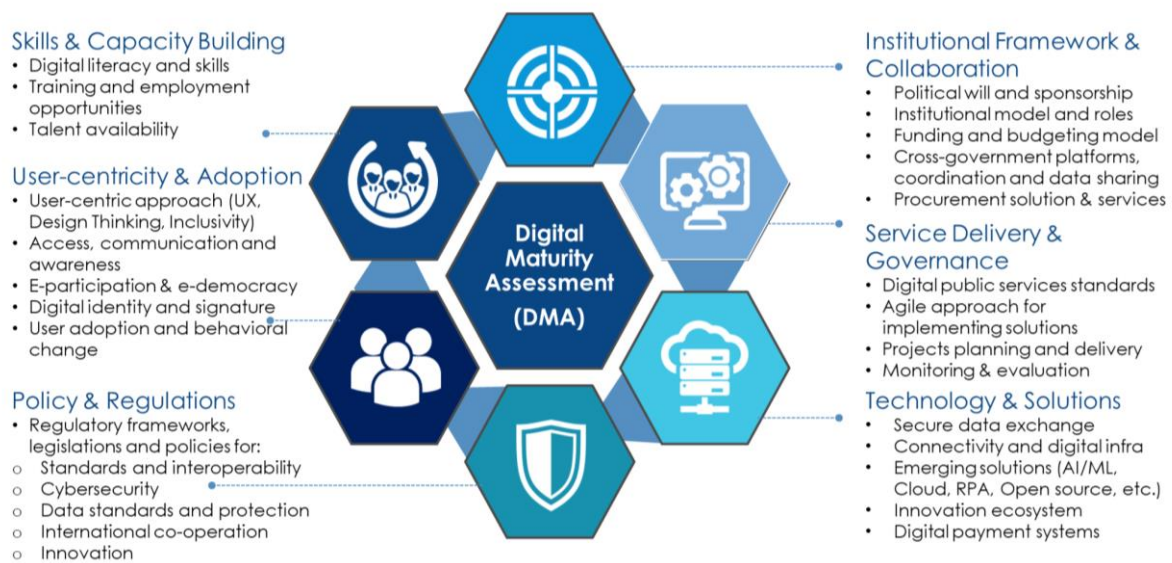 Skills & Capacity Building
• Digital literacy and skills
• Training and employment
opportunities
• Talent availability
User-centricity & Adoption
• User-centric approach (UX,
Design Thinking, Inclusivity)
• Access, communication and
awareness
• E-participation & e-democracy
• Digital identity and signature
• User adoption and behavioral
change
Policy & Regulations
• Regulatory frameworks,
legislations and policies for:
o Standards and interoperability
o Cybersecurity
o Data standards and protection
o International co-operation
o Innovation
Digital
Maturity
Assessment
(DMA)
Institutional Framework &
Collaboration
• Political will and sponsorship
• Institutional model and roles
• Funding and budgeting model
• Cross-government platforms,
coordination and data sharing
• Procurement solution & services
Service Delivery &
Governance
• Digital public services standards
• Agile approach for
implementing solutions
• Projects planning and delivery
• Monitoring & evaluation
Technology & Solutions
• Secure data exchange
• Connectivity and digital infra
• Emerging solutions (AI/ML,
Cloud, RPA, Open source, etc.)
• Innovation ecosystem
• Digital payment systems